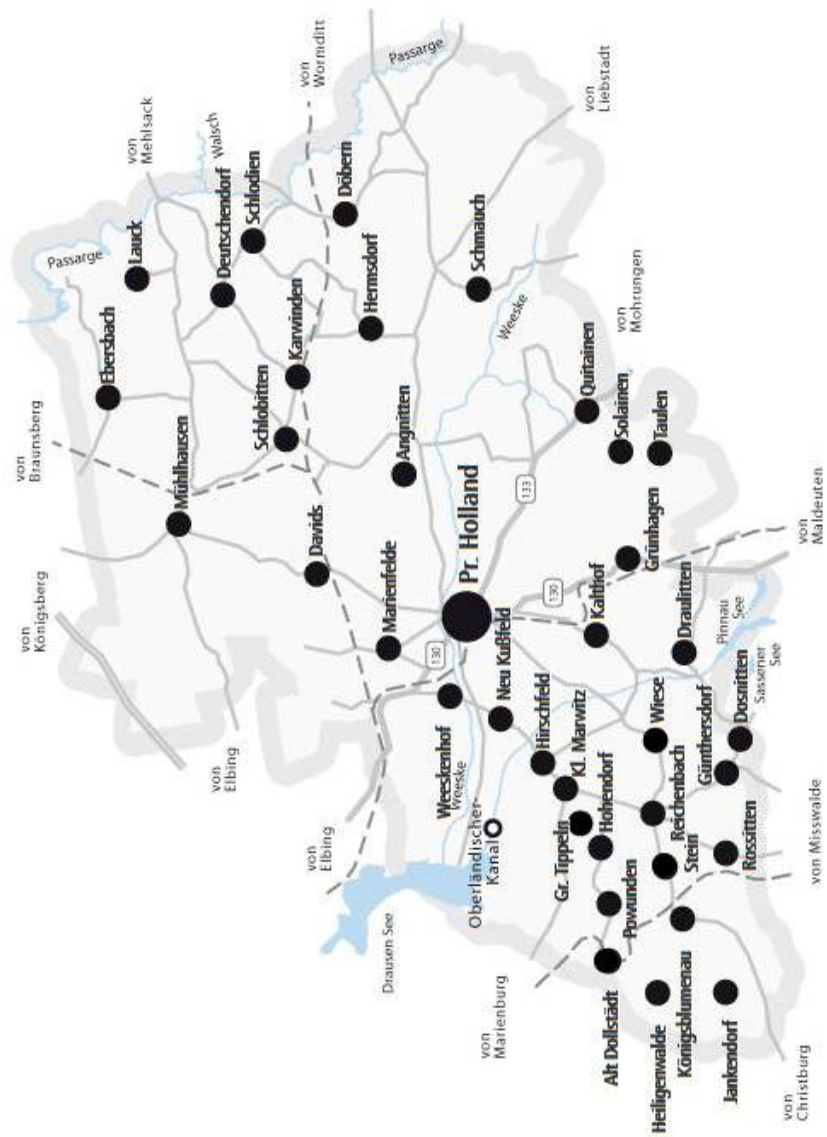 von
Königsberg
von
Braunsberg
Passarge
Ebersbach
Lauck
von
Mehlsack
Walsch
Mühlhausen
Deutschendorf
Schlodien
von
Elbing
Schlobitten
Karwinden
von
Wormditt
Davids
Döbern
Passarge
von
Elbing
Marienfelde
Angnitten
Hermsdorf
Drausen See
130
Weeskenhof
Weeske
Pr. Holland
Schmauch
von
Liebstadt
Oberländischer-
Kanal
Neu Kußfeld
133
Weeske
von
Marienburg
Hirschfeld
Kl. Marwitz
130
Gr. Tippeln
Hohendorf
Kalthof
Quitainen
von
Mohrungen
Alt Dollstädt
Powunden
Grünhagen
Solainen
Heiligenwalde
Königsblumenau
Stein
Reichenbach
Wiese
Draulitten
Taulen
Jankendorf
Rossitten
Günthersdorf
Dosnitten
Sassener
See
Pinnau
See
von
Christburg
von Misswalde
von
Maldeuten